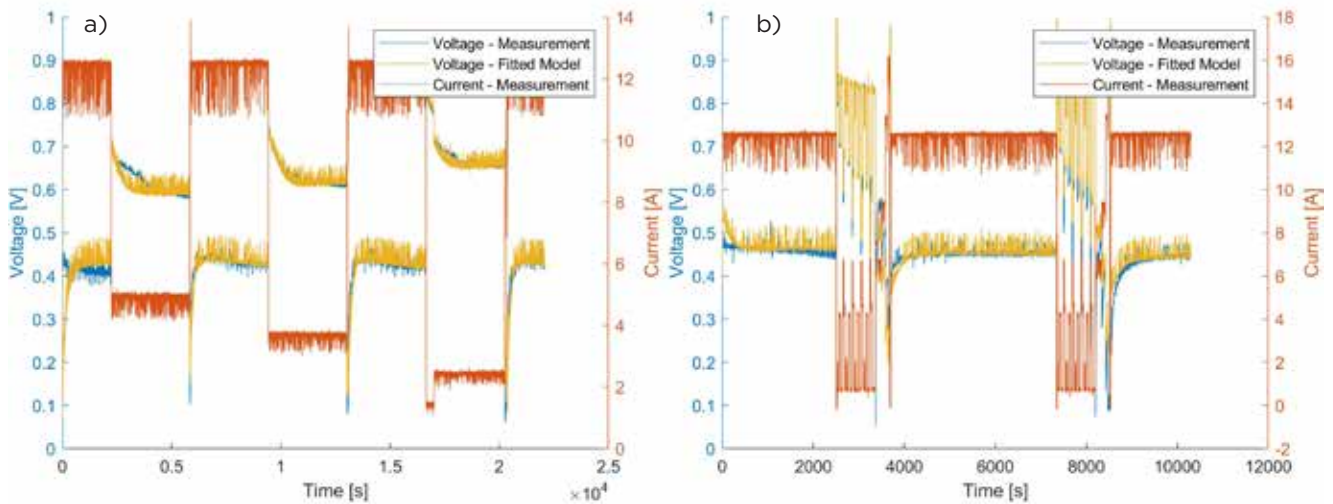 a)
Voltage - Measurement
Voltage - Fitted Model
Current - Measurement
1
0.9
0.8
0.7
0.6
0.5
0.4
0.3
0.2
0.1
0
Voltage [V]
14
12
10
8
6
4
2
0
Current [A]
0 0.5 1 1.5 2 2.5
Time [s]
× 10⁴
b)
Voltage - Measurement
Voltage - Fitted Model
Current - Measurement
1
0.9
0.8
0.7
0.6
0.5
0.4
0.3
0.2
0.1
0
Voltage [V]
18
16
14
12
10
8
6
4
2
0
-2
Current [A]
0 2000 4000 6000 8000 10000 12000
Time [s]